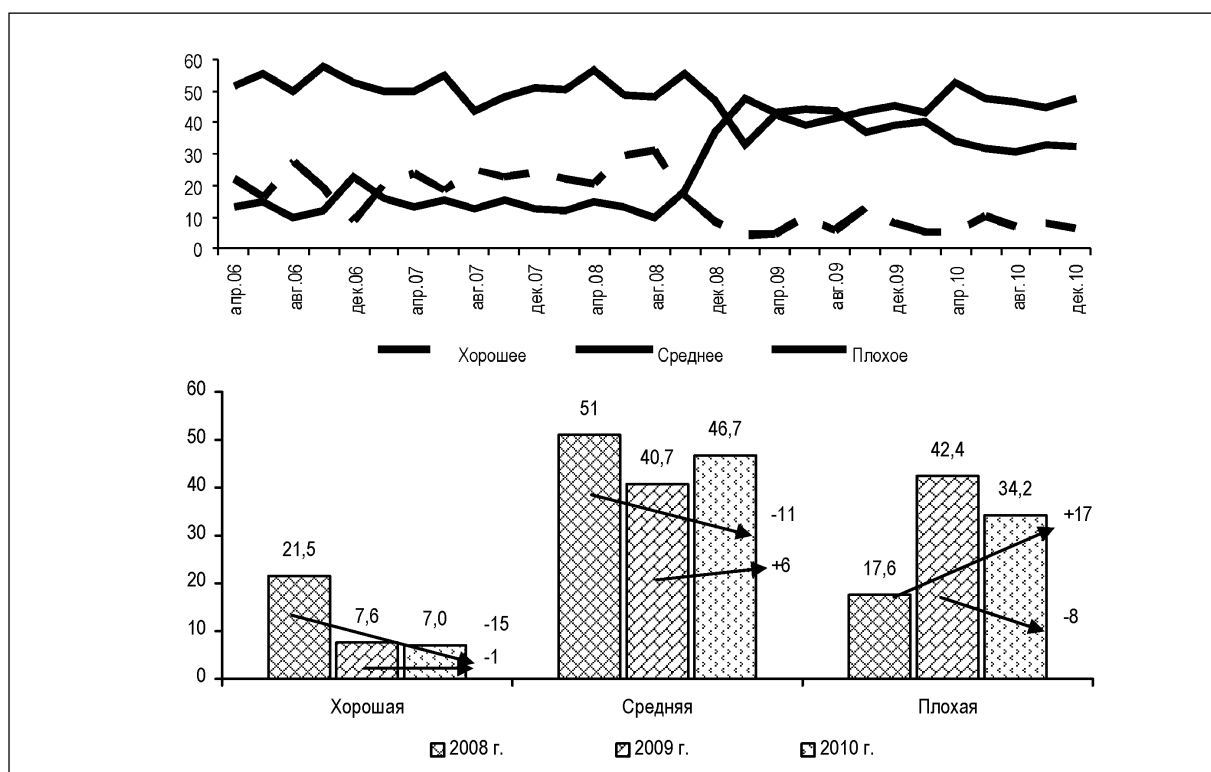 60
50
40
30
20
10
0
апр.06
авг.06
дек.06
апр.07
авг.07
дек.07
апр.08
авг.08
дек.08
апр.09
авг.09
дек.09
апр.10
авг.10
дек.10
Хорошее Среднее Плохое
60
50
40
30
20
10
0
21,5
7,6
7,0
-15
-1
51
40,7
46,7
-11
+6
17,6
42,4
34,2
+17
-8
Хорошая Средняя Плохая
2008 г. 2009 г. 2010 г.